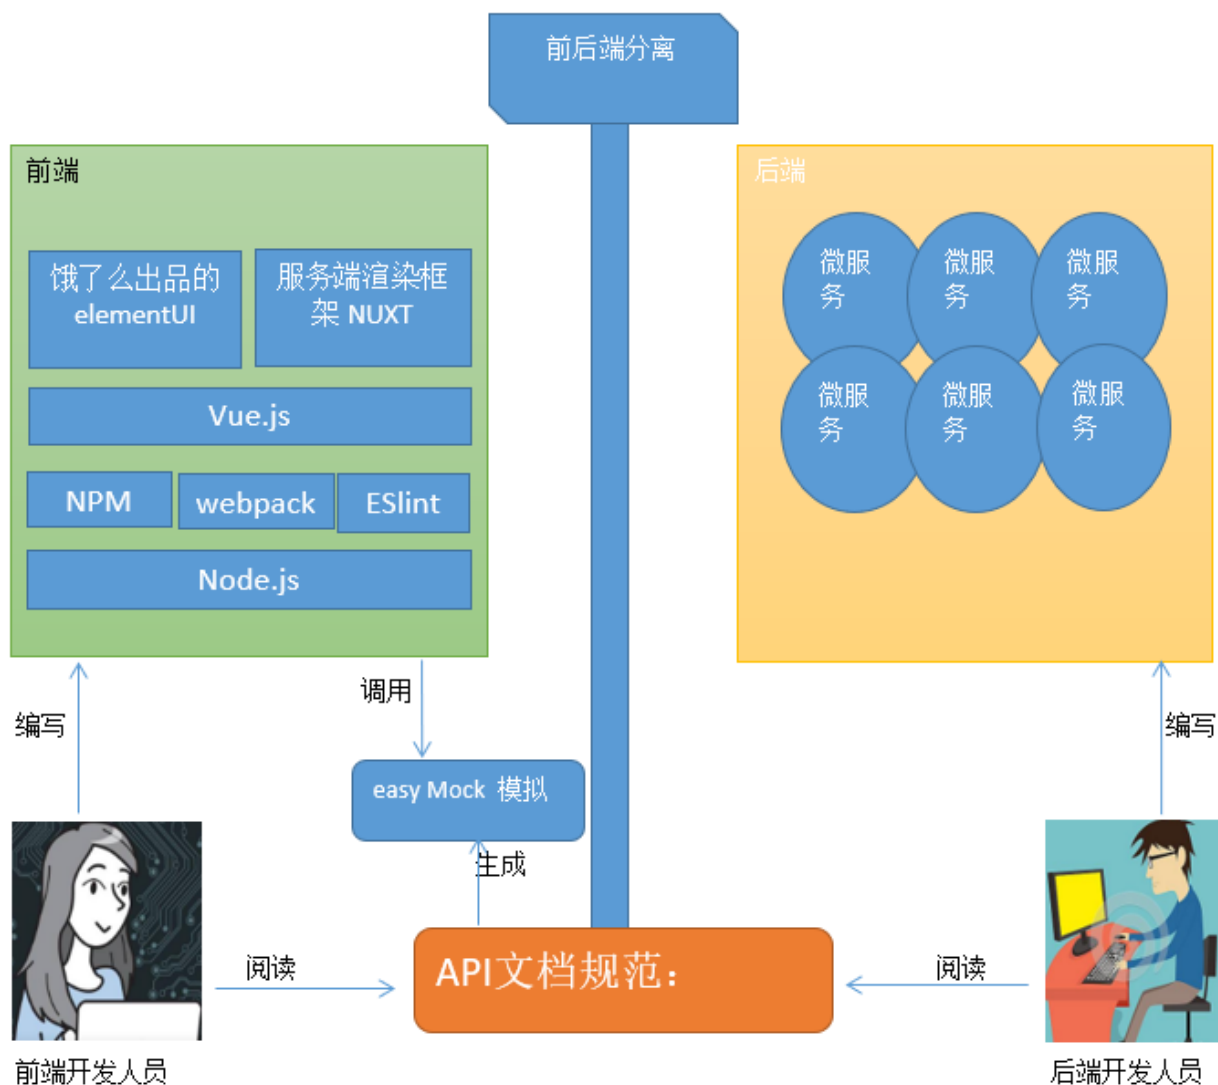 前后端分离
前端
后端
饿了么出品的
elementUI
服务端渲染框
架 NUXT
微服
务
微服
务
微服
务
Vue.js
微服
务
微服
务
微服
务
NPM
webpack
ESlint
Node.js
编写
调用
编写
easy Mock 模拟
生成
阅读
API文档规范：
阅读
前端开发人员
后端开发人员